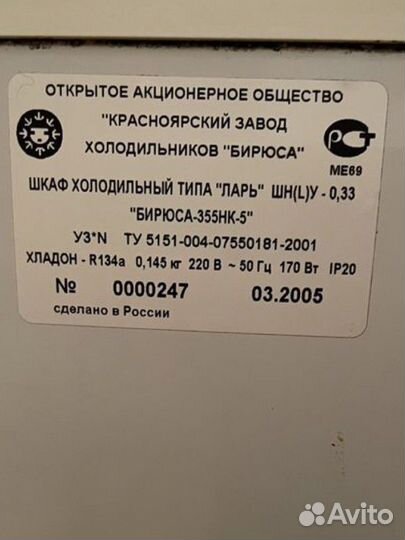 ОТКРЫТОЕ АКЦИОНЕРНОЕ ОБЩЕСТВО
"КРАСНОЯРСКИЙ ЗАВОД
ХОЛОДИЛЬНИКОВ "БИРЮСА"
РСТ
МЕ69
ШКАФ ХОЛОДИЛЬНЫЙ ТИПА "ЛАРЬ" ШН(L)У - 0,33
"БИРЮСА-355НК-5"
УЗ*N ТУ 5151-004-07550181-2001
ХЛАДОН - R134a 0,145 кг 220 В ~ 50 Гц 170 Вт IP20
№ 0000247 03.2005
сделано в России
Avito